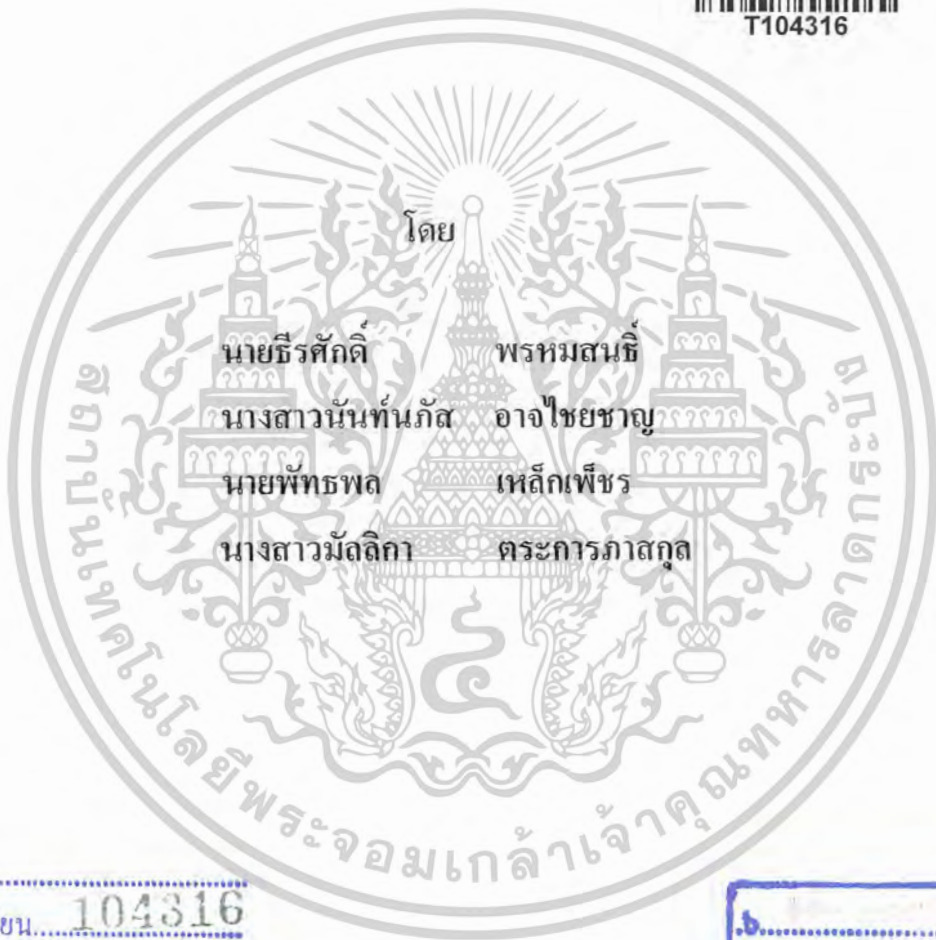 T104316
โดย
นายธีรศักดิ์ พรหมสนธิ์
นางสาวนันท์นภัส อาจไชยชาญ
นายพัทธพล เหล็กเพ็ชร
นางสาวมัลลิกา ตระการภาสกุล
สถาบันเทคโนโลยีพระจอมเกล้าเจ้าคุณทหารลาดกระบัง
ยน.....104316
.b.....